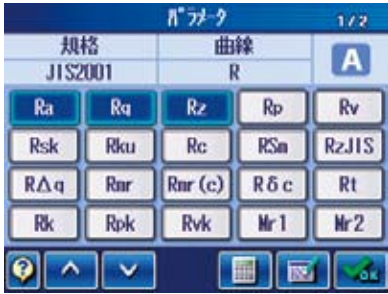 パラメータ 1/2
規格 曲線 A
JIS2001 R
Ra Rq Rz Rp Rv
Rsk Rku Rc RSm RzJIS
RΔq Rmr Rmr(c) Rδc Rt
Rk Rpk Rvk Mr1 Mr2
? OK